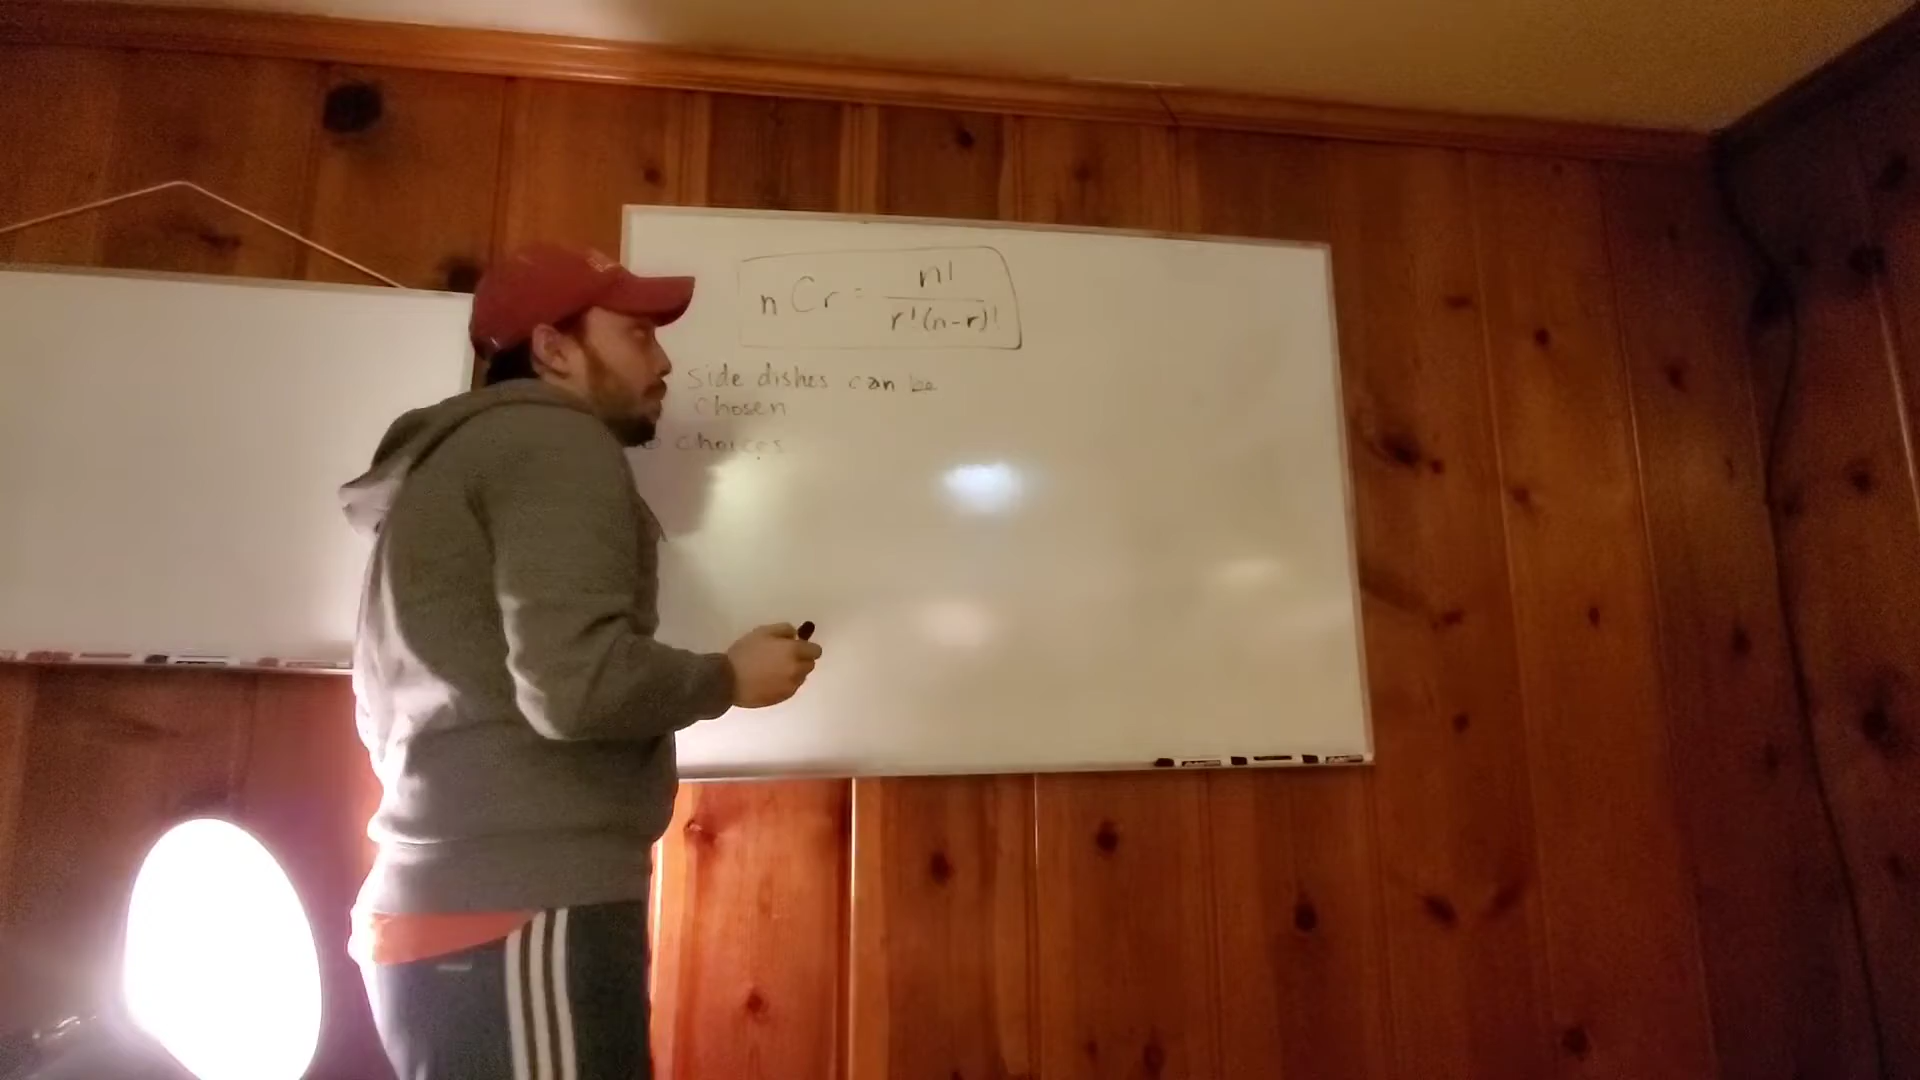 nCr = n! / r!(n-r)!
Side dishes can be
chosen
choices